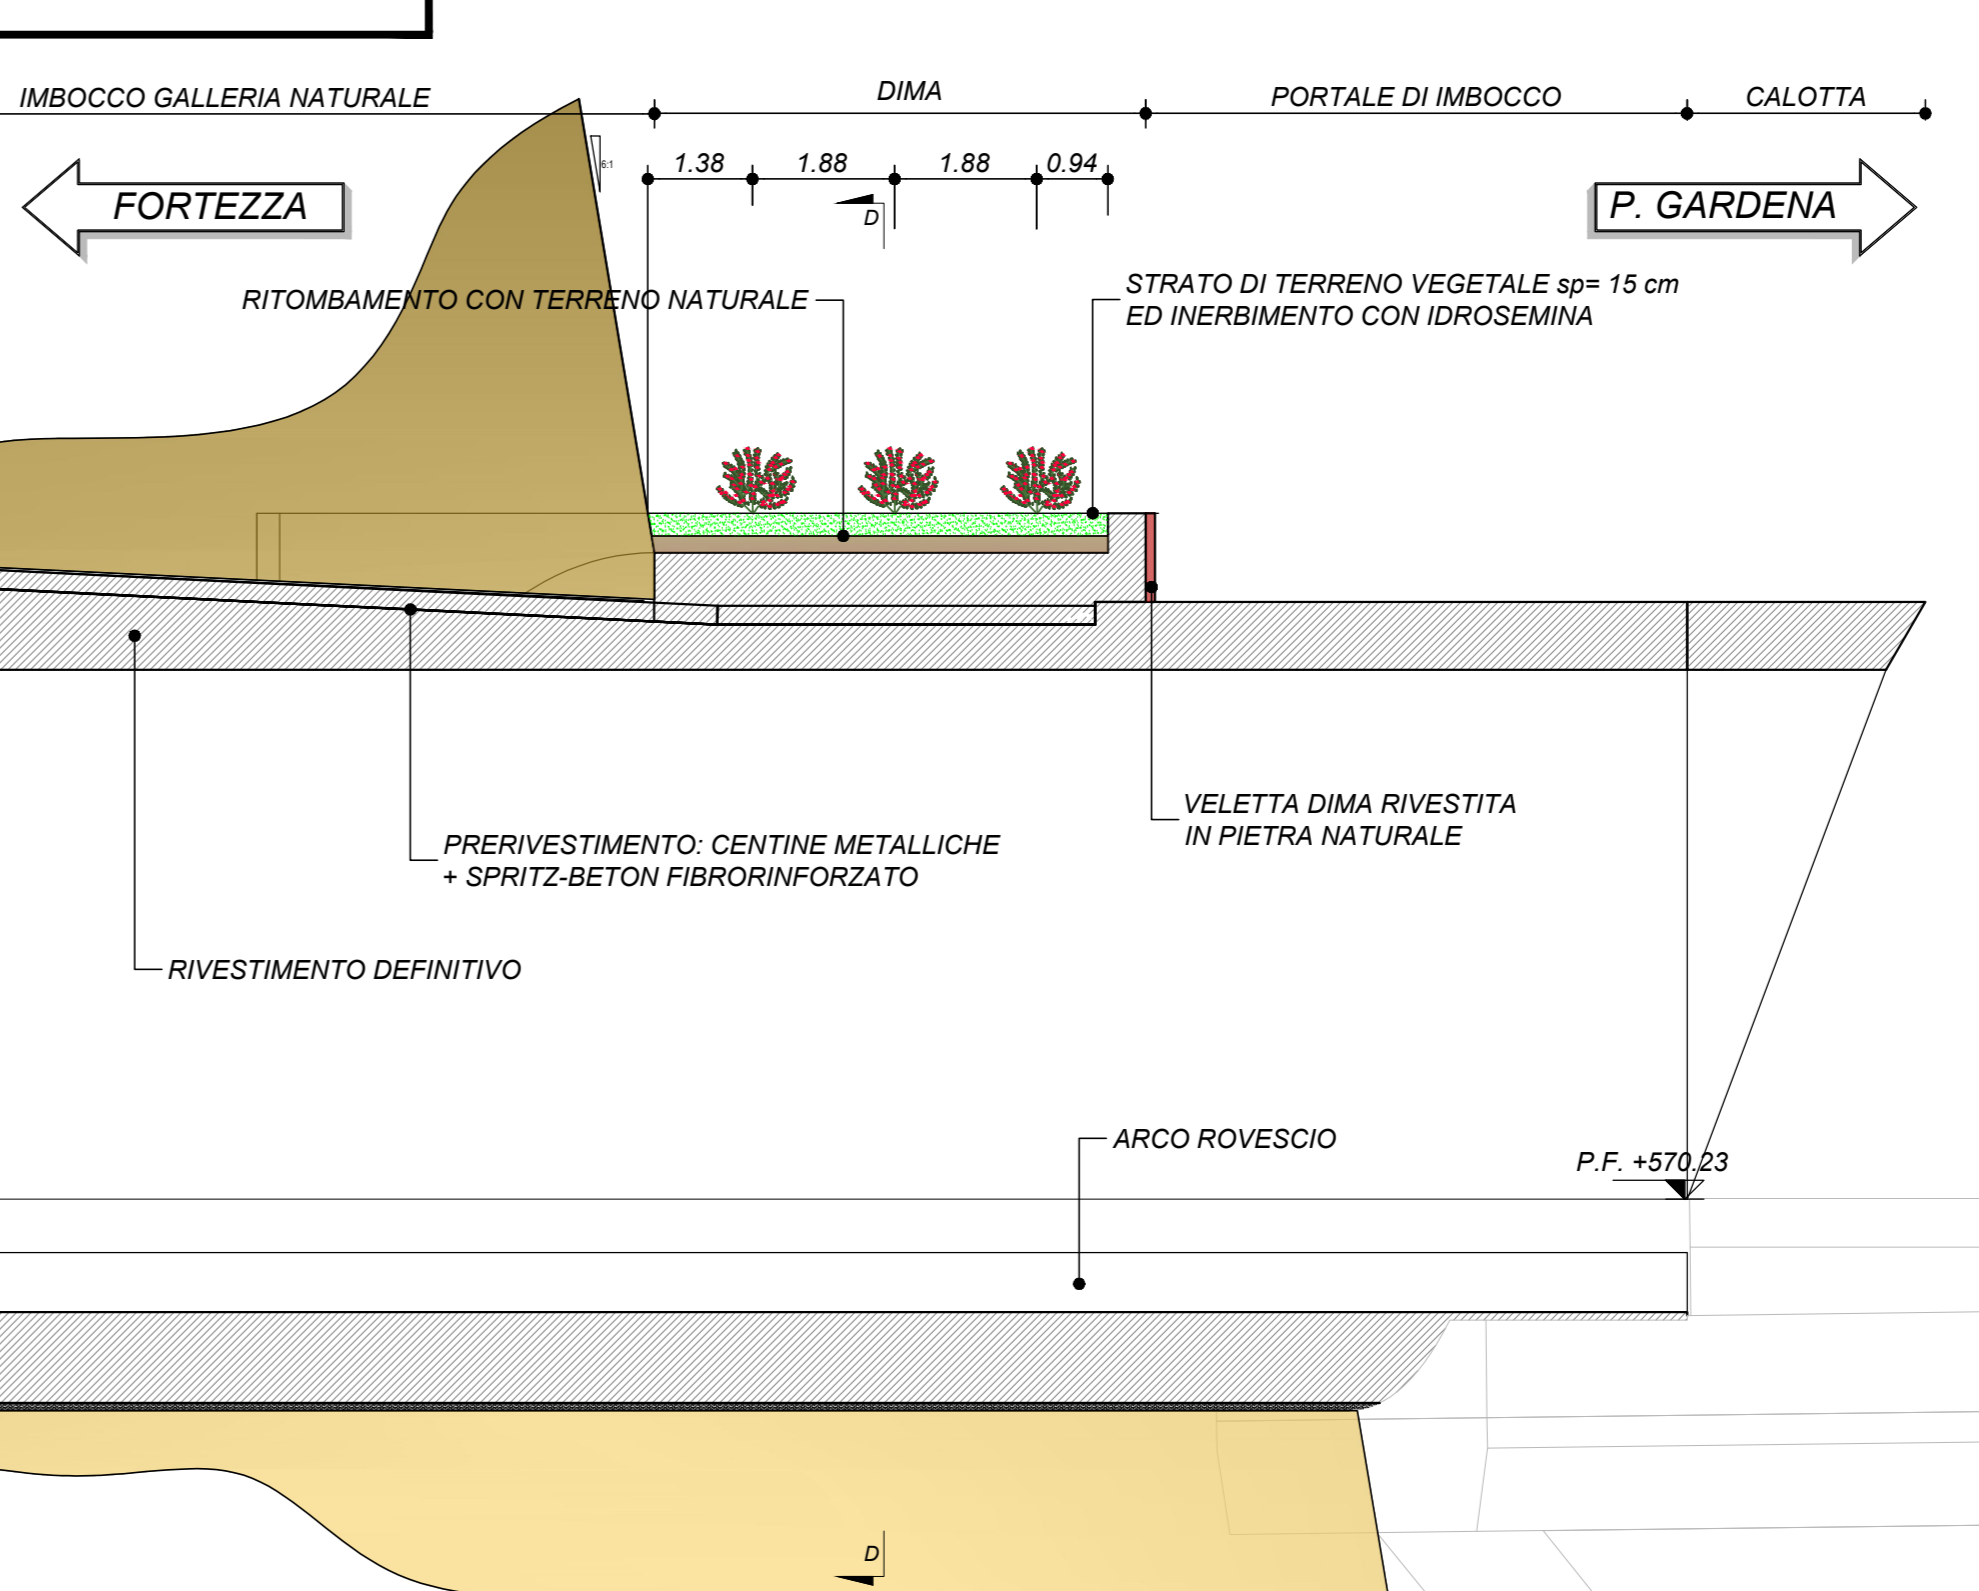 IMBOCCO GALLERIA NATURALE
DIMA
PORTALE DI IMBOCCO
CALOTTA
6:1
1.38
1.88
1.88
0.94
FORTEZZA
D
P. GARDENA
RITOMBAMENTO CON TERRENO NATURALE
STRATO DI TERRENO VEGETALE sp= 15 cm
ED INERBIMENTO CON IDROSEMINA
VELETTA DIMA RIVESTITA
IN PIETRA NATURALE
PRERIVESTIMENTO: CENTINE METALLICHE
+ SPRITZ-BETON FIBRORINFORZATO
RIVESTIMENTO DEFINITIVO
ARCO ROVESCIO
P.F. +570.23
D